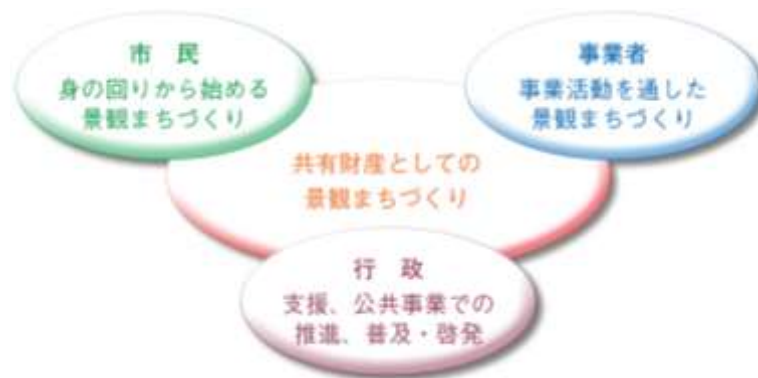 市　民
身の回りから始める
景観まちづくり
事業者
事業活動を通した
景観まちづくり
共有財産としての
景観まちづくり
行　政
支援、公共事業での
推進、普及・啓発